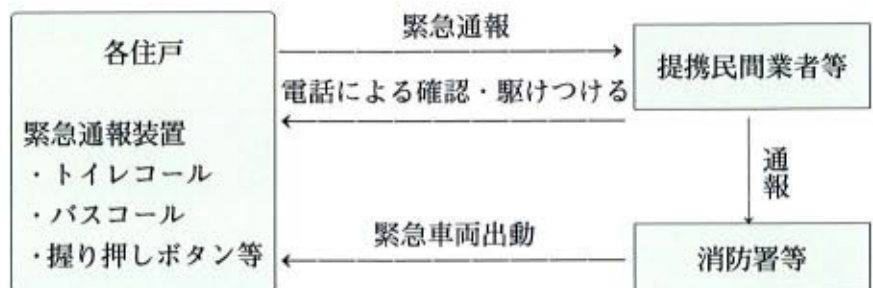 各住戸
緊急通報装置
・トイレコール
・バスコール
・握り押しボタン等
緊急通報
電話による確認・駆けつける
提携民間業者等
通報
緊急車両出動
消防署等